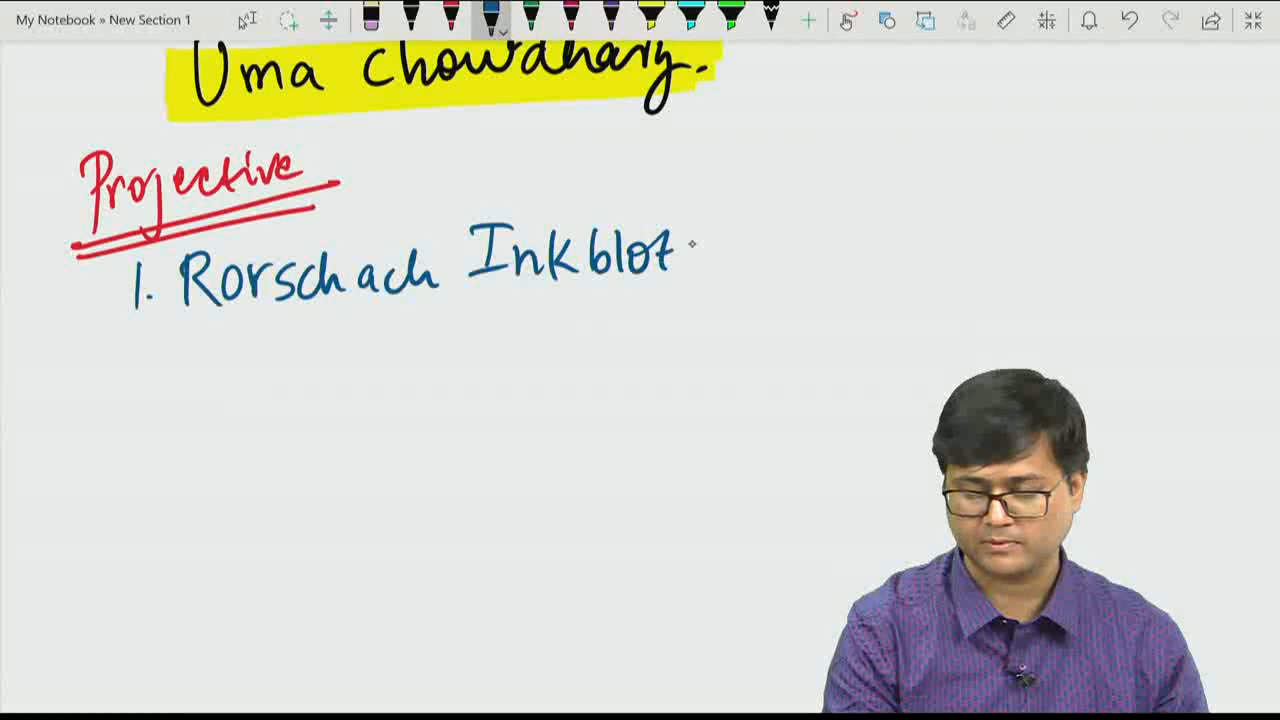 My Notebook » New Section 1
Uma Chowdhary.
Projective
1. Rorschach Inkblot